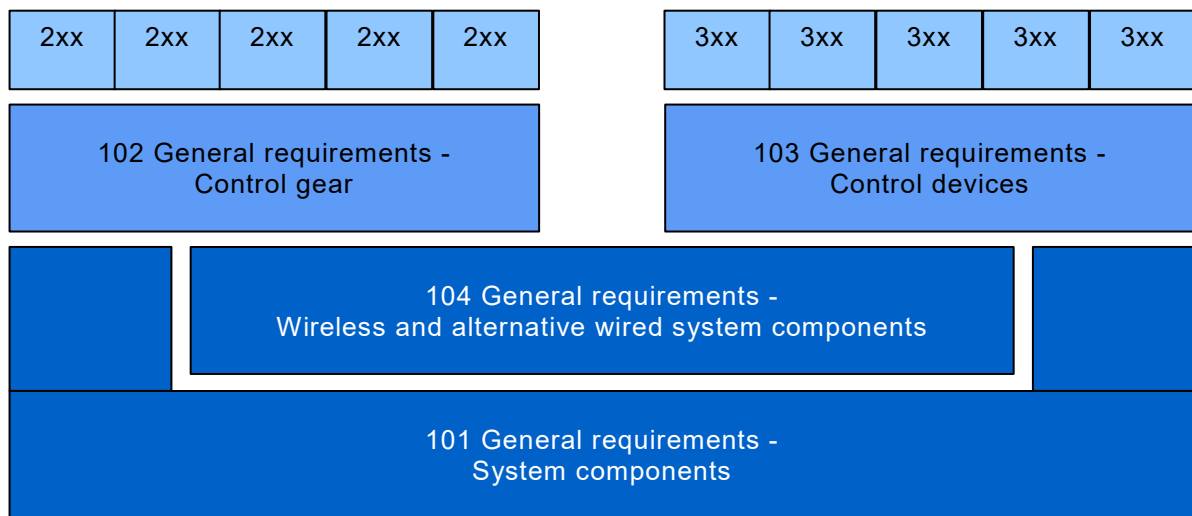 2xx 2xx 2xx 2xx 2xx 3xx 3xx 3xx 3xx 3xx
102 General requirements -
Control gear
103 General requirements -
Control devices
104 General requirements -
Wireless and alternative wired system components
101 General requirements -
System components